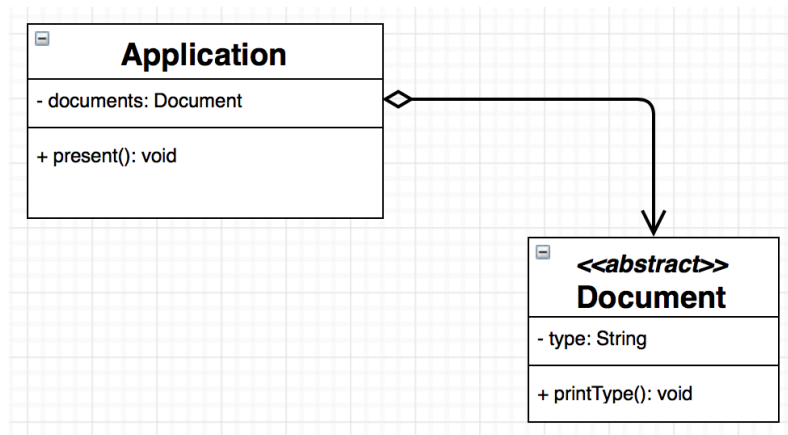 Application
- documents: Document
+ present(): void
<<abstract>>
Document
- type: String
+ printType(): void